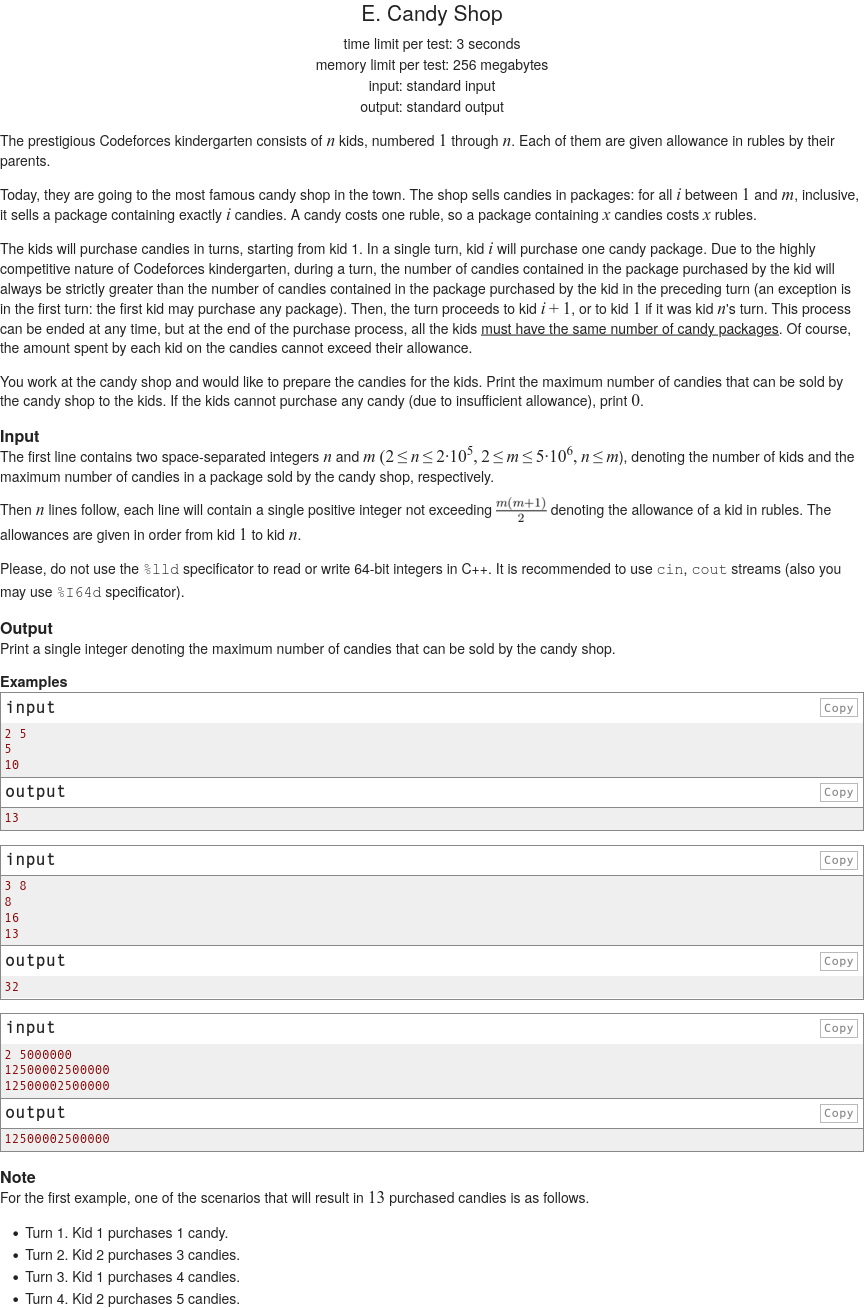 E. Candy Shop
time limit per test: 3 seconds
memory limit per test: 256 megabytes
input: standard input
output: standard output
The prestigious Codeforces kindergarten consists of n kids, numbered 1 through n. Each of them are given allowance in rubles by their
parents.
Today, they are going to the most famous candy shop in the town. The shop sells candies in packages: for all i between 1 and m, inclusive,
it sells a package containing exactly i candies. A candy costs one ruble, so a package containing x candies costs x rubles.
The kids will purchase candies in turns, starting from kid 1. In a single turn, kid i will purchase one candy package. Due to the highly
competitive nature of Codeforces kindergarten, during a turn, the number of candies contained in the package purchased by the kid will
always be strictly greater than the number of candies contained in the package purchased by the kid in the preceding turn (an exception is
in the first turn: the first kid may purchase any package). Then, the turn proceeds to kid i + 1, or to kid 1 if it was kid n's turn. This process
can be ended at any time, but at the end of the purchase process, all the kids must have the same number of candy packages. Of course,
the amount spent by each kid on the candies cannot exceed their allowance.
You work at the candy shop and would like to prepare the candies for the kids. Print the maximum number of candies that can be sold by
the candy shop to the kids. If the kids cannot purchase any candy (due to insufficient allowance), print 0.
Input
The first line contains two space-separated integers n and m (2 ≤ n ≤ 2·10^5, 2 ≤ m ≤ 5·10^6, n ≤ m), denoting the number of kids and the
maximum number of candies in a package sold by the candy shop, respectively.
Then n lines follow, each line will contain a single positive integer not exceeding m(m+1)/2 denoting the allowance of a kid in rubles. The
allowances are given in order from kid 1 to kid n.
Please, do not use the %lld specificator to read or write 64-bit integers in C++. It is recommended to use cin, cout streams (also you
may use %I64d specificator).
Output
Print a single integer denoting the maximum number of candies that can be sold by the candy shop.
Examples
input
Copy
2 5
5
10
output
Copy
13
input
Copy
3 8
8
16
13
output
Copy
32
input
Copy
2 5000000
12500002500000
12500002500000
output
Copy
12500002500000
Note
For the first example, one of the scenarios that will result in 13 purchased candies is as follows.
• Turn 1. Kid 1 purchases 1 candy.
• Turn 2. Kid 2 purchases 3 candies.
• Turn 3. Kid 1 purchases 4 candies.
• Turn 4. Kid 2 purchases 5 candies.